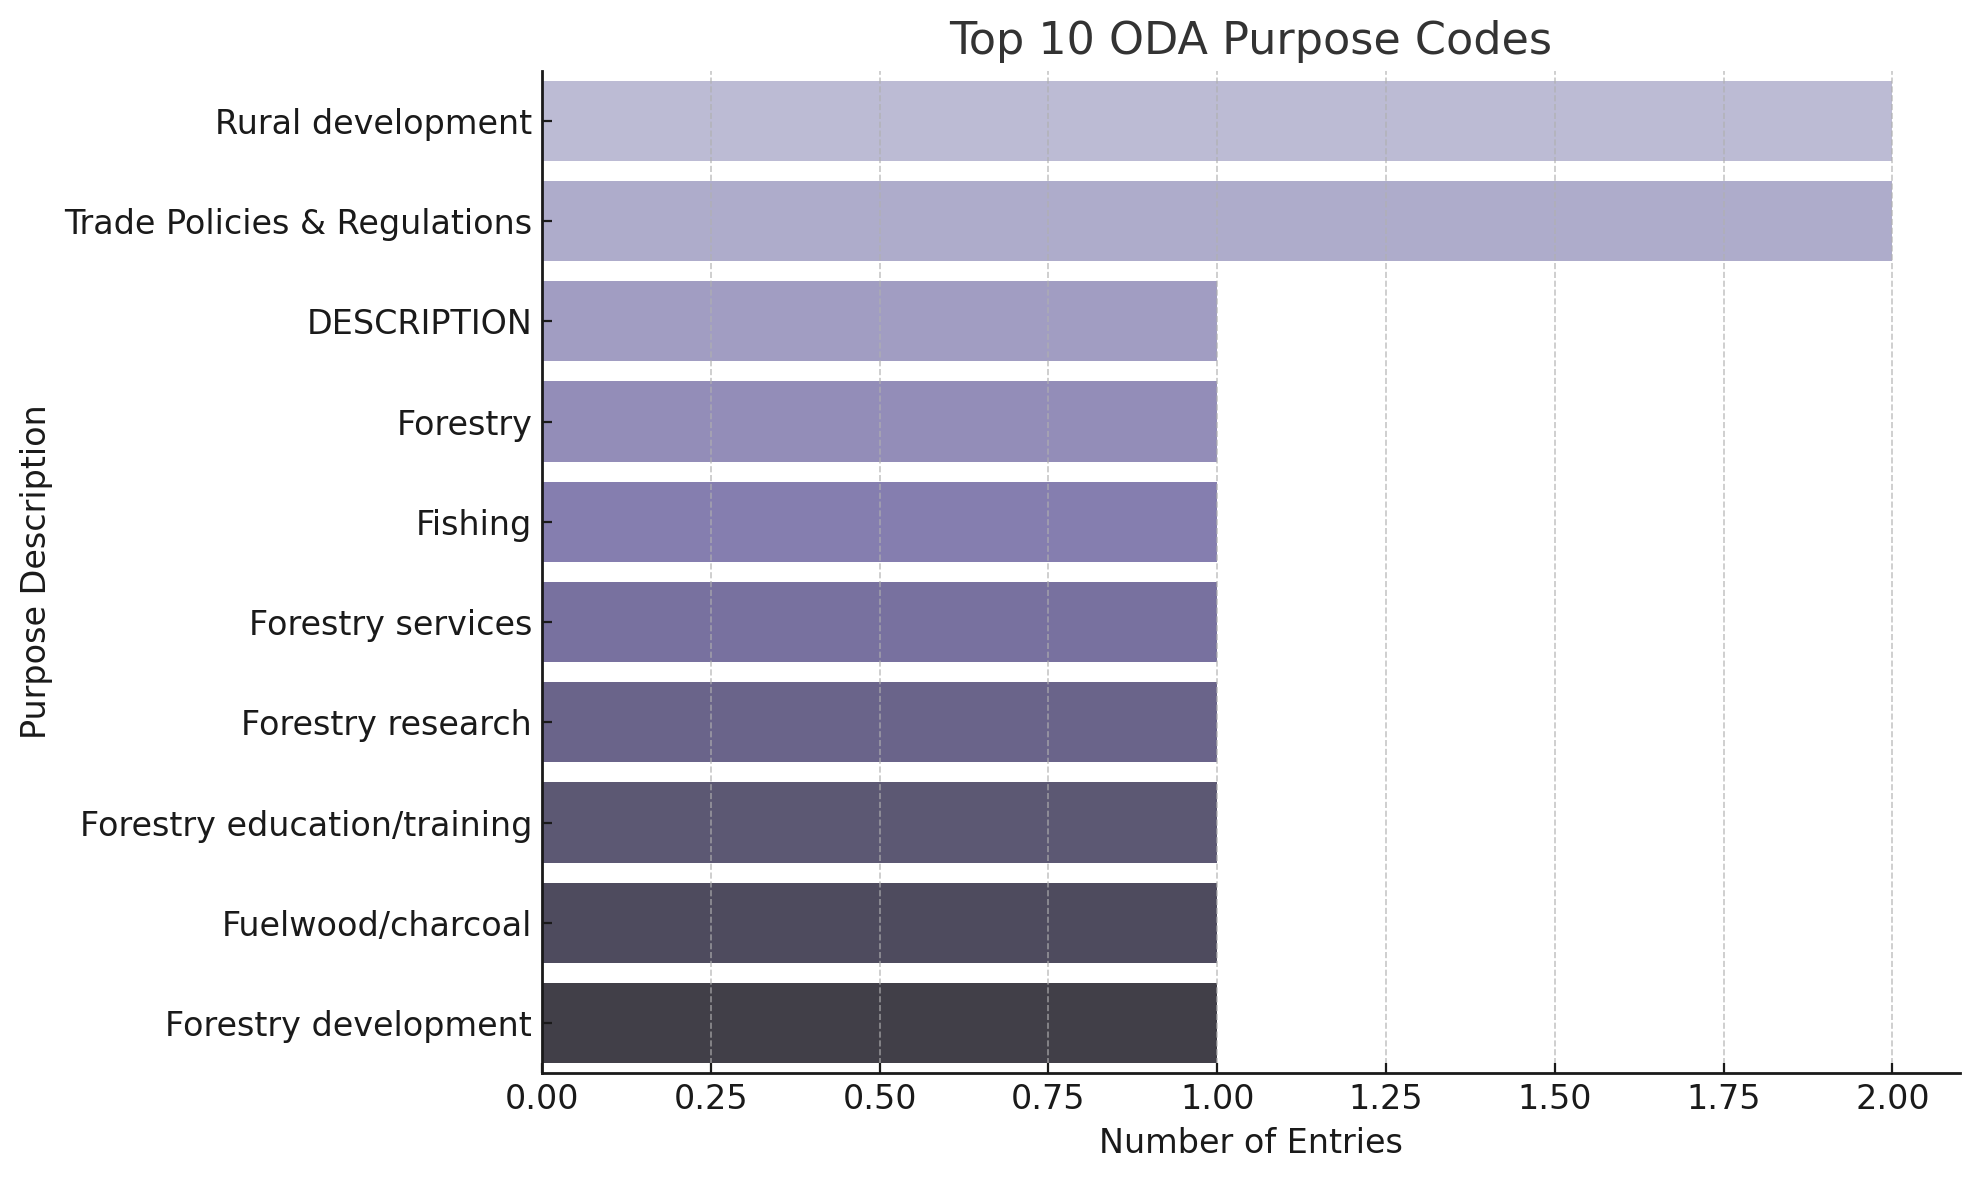 Top 10 ODA Purpose Codes
Purpose Description
Rural development
Trade Policies & Regulations
DESCRIPTION
Forestry
Fishing
Forestry services
Forestry research
Forestry education/training
Fuelwood/charcoal
Forestry development
0.00 0.25 0.50 0.75 1.00 1.25 1.50 1.75 2.00
Number of Entries